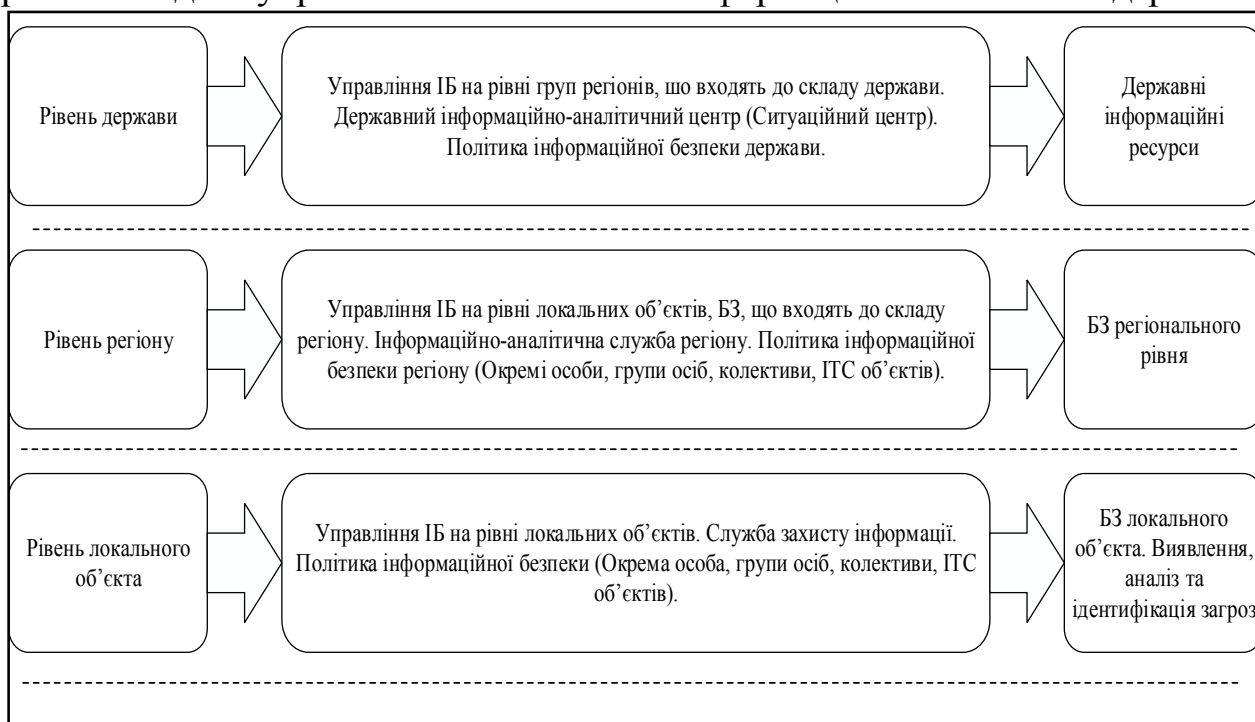 Рівень держави
Управління ІБ на рівні груп регіонів, шо входять до складу держави.
Державний інформаційно-аналітичний центр (Ситуаційний центр).
Політика інформаційної безпеки держави.
Державні
інформаційні
ресурси
Рівень регіону
Управління ІБ на рівні локальних об’єктів, БЗ, що входять до складу
регіону. Інформаційно-аналітична служба регіону. Політика інформаційної
безпеки регіону (Окремі особи, групи осіб, колективи, ІТС об’єктів).
БЗ регіонального
рівня
Рівень локального
об’єкта
Управління ІБ на рівні локальних об’єктів. Служба захисту інформації.
Політика інформаційної безпеки (Окрема особа, групи осіб, колективи, ІТС
об’єктів).
БЗ локального
об’єкта. Виявлення,
аналіз та
ідентифікація загроз